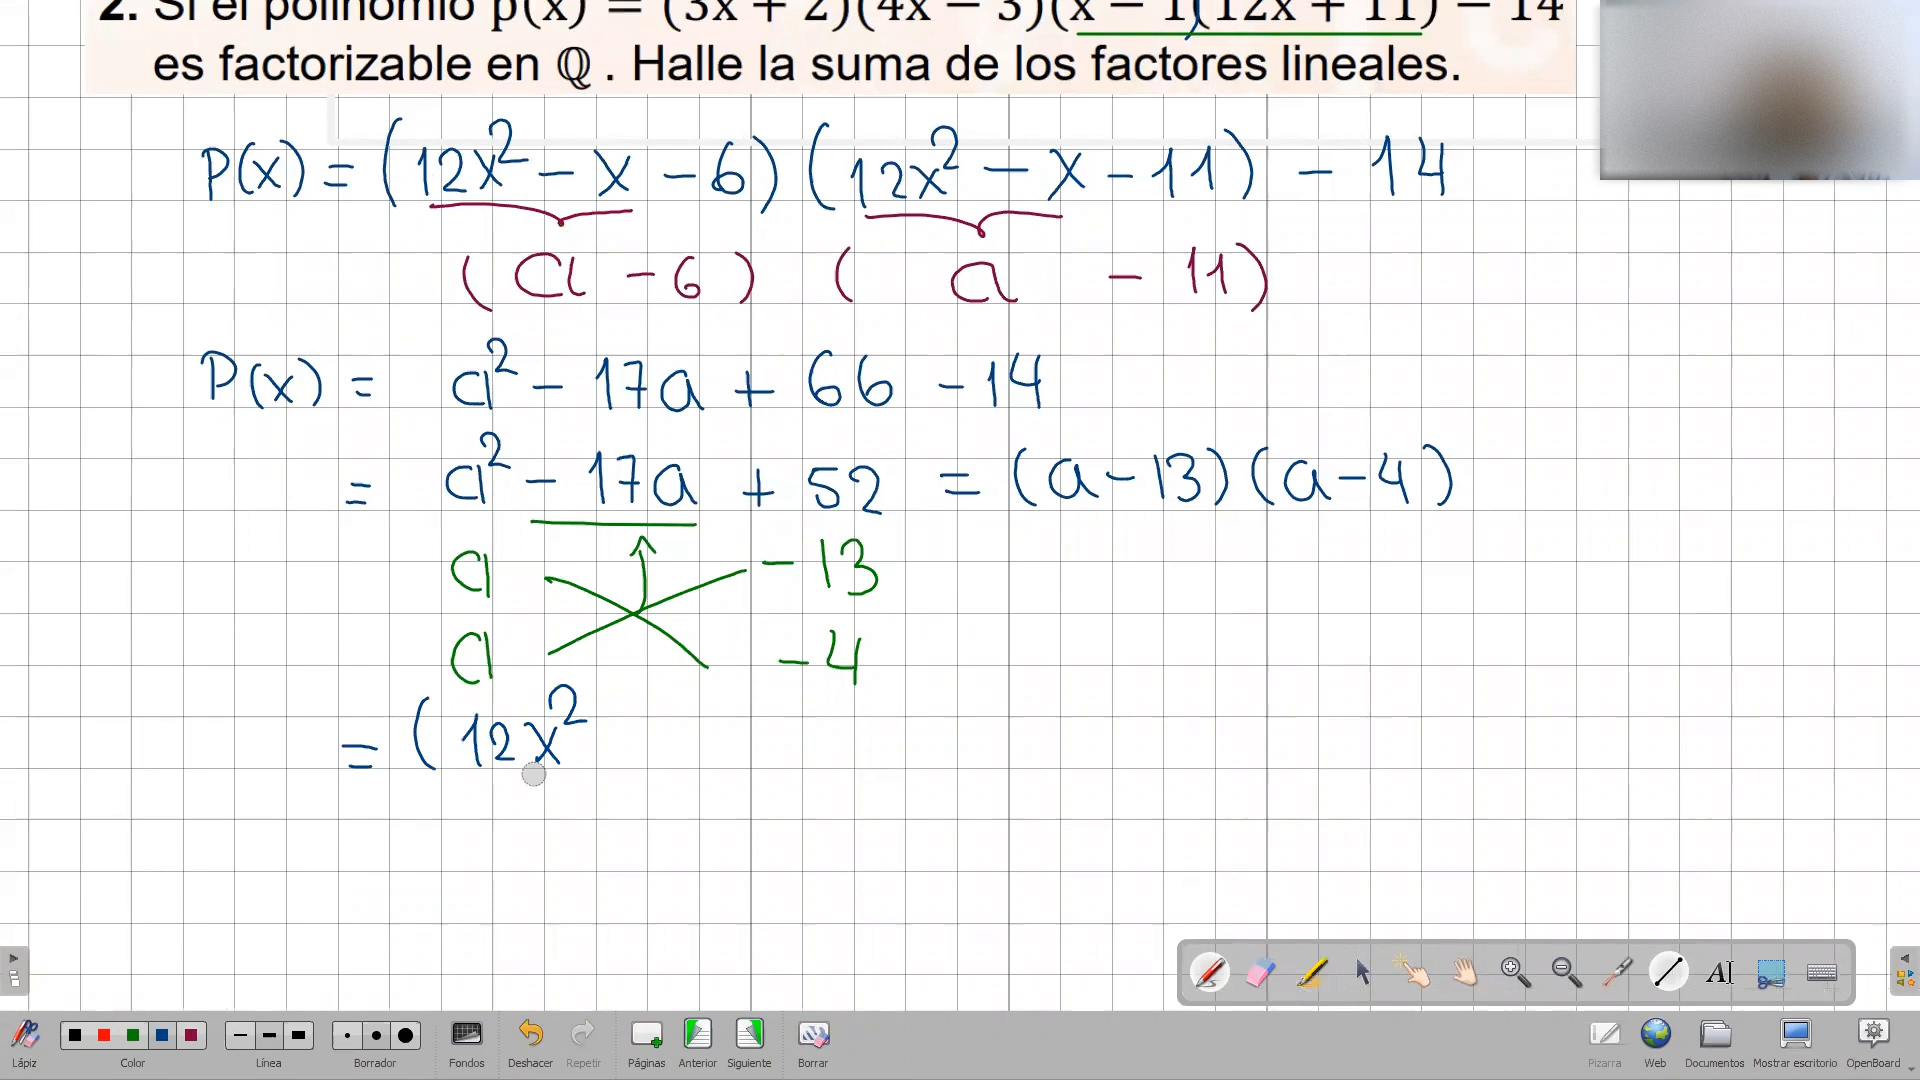 2. Si el polinomio p(x) = (3x + 2)(4x − 3)(x − 1)(12x + 11) − 14
es factorizable en ℚ . Halle la suma de los factores lineales.
P(x) = (12x² − x − 6) (12x² − x − 11) − 14
(a − 6) ( a − 11)
P(x) = a² − 17a + 66 − 14
= a² − 17a + 52 = (a − 13) (a − 4)
a − 13
a − 4
= ( 12x²
Lápiz Color Línea Borrador Fondos Deshacer Repetir Páginas Anterior Siguiente Borrar Pizarra Web Documentos Mostrar escritorio OpenBoard